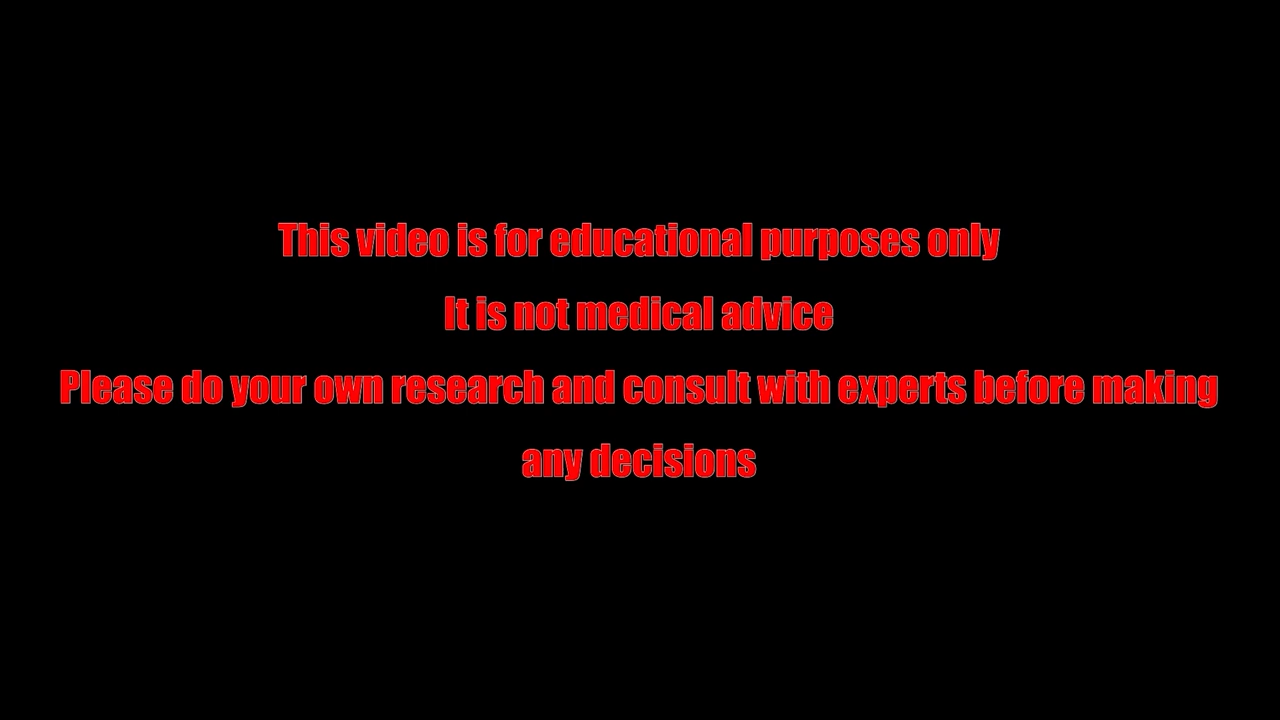 This video is for educational purposes only
It is not medical advice
Please do your own research and consult with experts before making
any decisions